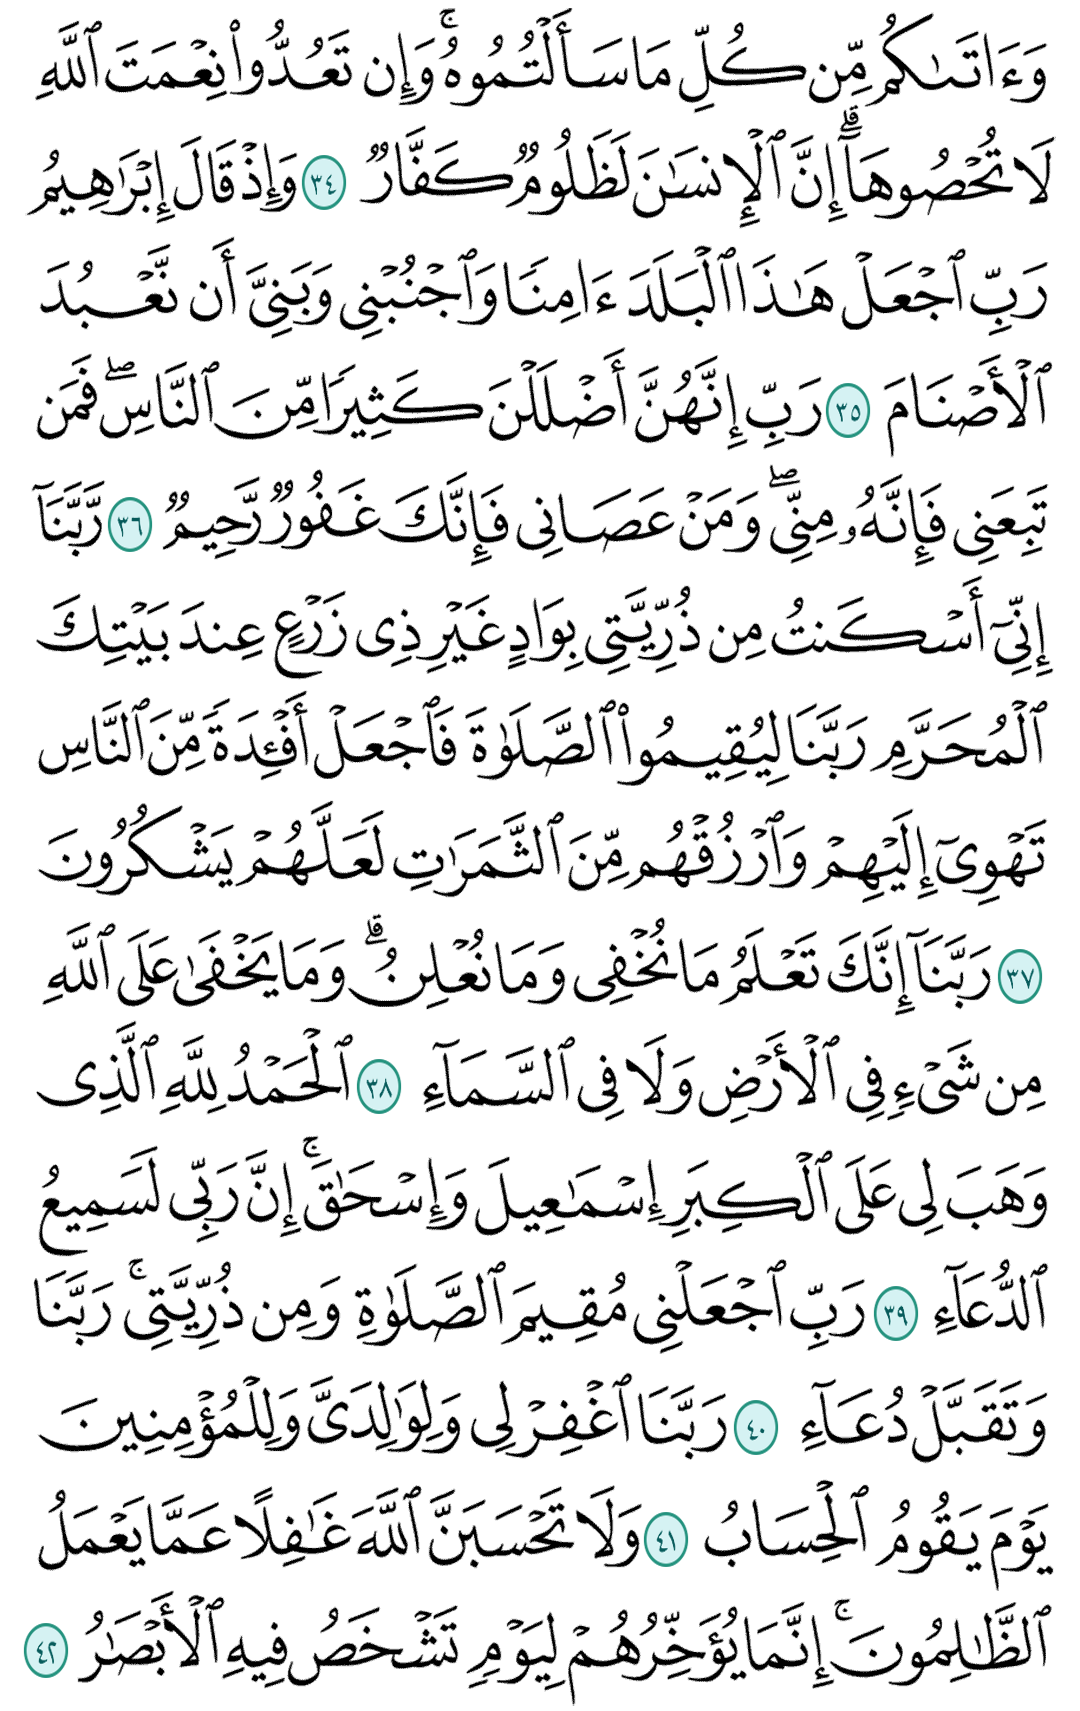 وَءَاتَىٰكُم مِّن كُلِّ مَا سَأَلْتُمُوهُ ۚ وَإِن تَعُدُّوا۟ نِعْمَتَ ٱللَّهِ
لَا تُحْصُوهَآ ۗ إِنَّ ٱلْإِنسَـٰنَ لَظَلُومٌ كَفَّارٌ ٣٤ وَإِذْ قَالَ إِبْرَٰهِيمُ
رَبِّ ٱجْعَلْ هَـٰذَا ٱلْبَلَدَ ءَامِنًا وَٱجْنُبْنِى وَبَنِىَّ أَن نَّعْبُدَ
ٱلْأَصْنَامَ ٣٥ رَبِّ إِنَّهُنَّ أَضْلَلْنَ كَثِيرًا مِّنَ ٱلنَّاسِ ۖ فَمَن
تَبِعَنِى فَإِنَّهُۥ مِنِّى ۖ وَمَنْ عَصَانِى فَإِنَّكَ غَفُورٌ رَّحِيمٌ ٣٦ رَّبَّنَآ
إِنِّىٓ أَسْكَنتُ مِن ذُرِّيَّتِى بِوَادٍ غَيْرِ ذِى زَرْعٍ عِندَ بَيْتِكَ
ٱلْمُحَرَّمِ رَبَّنَا لِيُقِيمُوا۟ ٱلصَّلَوٰةَ فَٱجْعَلْ أَفْـِٔدَةً مِّنَ ٱلنَّاسِ
تَهْوِىٓ إِلَيْهِمْ وَٱرْزُقْهُم مِّنَ ٱلثَّمَرَٰتِ لَعَلَّهُمْ يَشْكُرُونَ
٣٧ رَبَّنَآ إِنَّكَ تَعْلَمُ مَا نُخْفِى وَمَا نُعْلِنُ ۗ وَمَا يَخْفَىٰ عَلَى ٱللَّهِ
مِن شَىْءٍ فِى ٱلْأَرْضِ وَلَا فِى ٱلسَّمَآءِ ٣٨ ٱلْحَمْدُ لِلَّهِ ٱلَّذِى
وَهَبَ لِى عَلَى ٱلْكِبَرِ إِسْمَـٰعِيلَ وَإِسْحَـٰقَ ۚ إِنَّ رَبِّى لَسَمِيعُ
ٱلدُّعَآءِ ٣٩ رَبِّ ٱجْعَلْنِى مُقِيمَ ٱلصَّلَوٰةِ وَمِن ذُرِّيَّتِى ۚ رَبَّنَا
وَتَقَبَّلْ دُعَآءِ ٤٠ رَبَّنَا ٱغْفِرْ لِى وَلِوَٰلِدَىَّ وَلِلْمُؤْمِنِينَ
يَوْمَ يَقُومُ ٱلْحِسَابُ ٤١ وَلَا تَحْسَبَنَّ ٱللَّهَ غَـٰفِلًا عَمَّا يَعْمَلُ
ٱلظَّـٰلِمُونَ ۚ إِنَّمَا يُؤَخِّرُهُمْ لِيَوْمٍ تَشْخَصُ فِيهِ ٱلْأَبْصَـٰرُ ٤٢